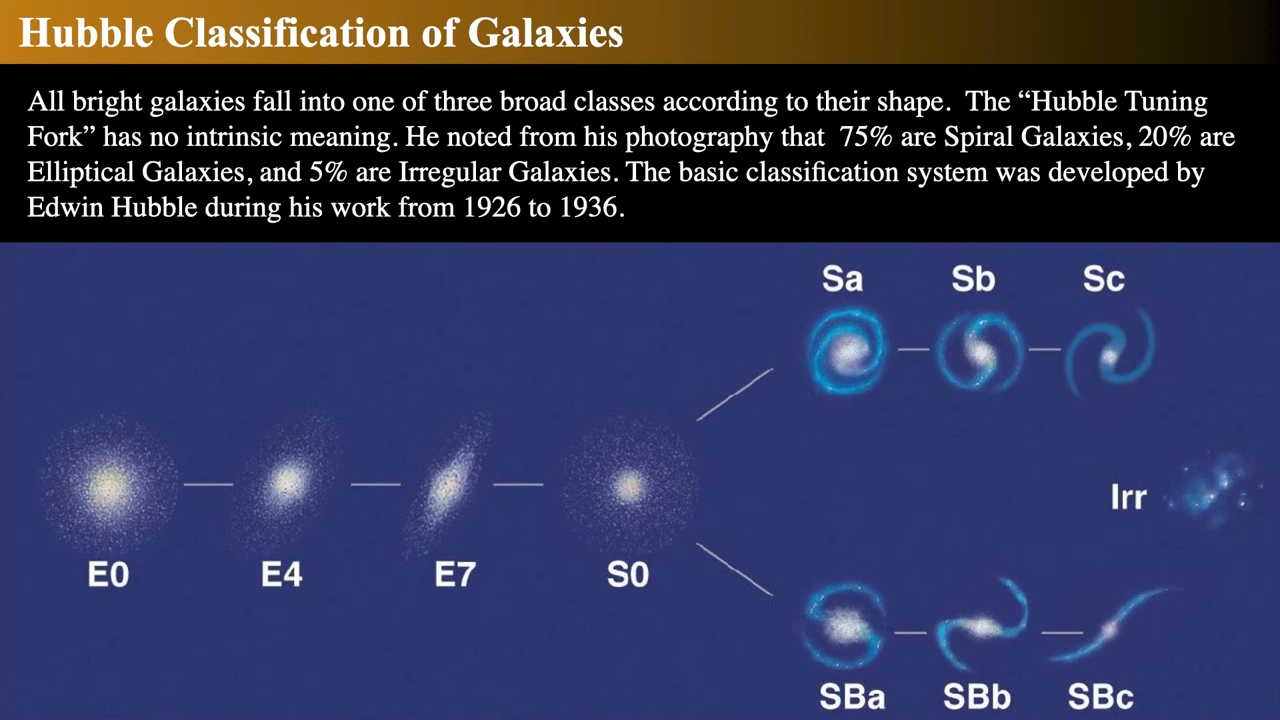 Hubble Classification of Galaxies
All bright galaxies fall into one of three broad classes according to their shape.  The “Hubble Tuning
Fork” has no intrinsic meaning. He noted from his photography that  75% are Spiral Galaxies, 20% are
Elliptical Galaxies, and 5% are Irregular Galaxies. The basic classification system was developed by
Edwin Hubble during his work from 1926 to 1936.
Sa Sb Sc
Irr
E0 E4 E7 S0
SBa SBb SBc